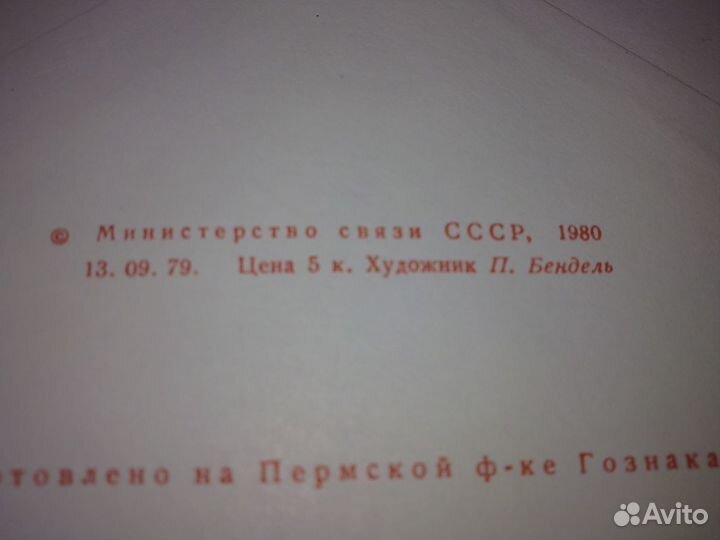 © Министерство связи СССР, 1980
13. 09. 79. Цена 5 к. Художник П. Бендель
отовлено на Пермской ф-ке Гознака
Avito